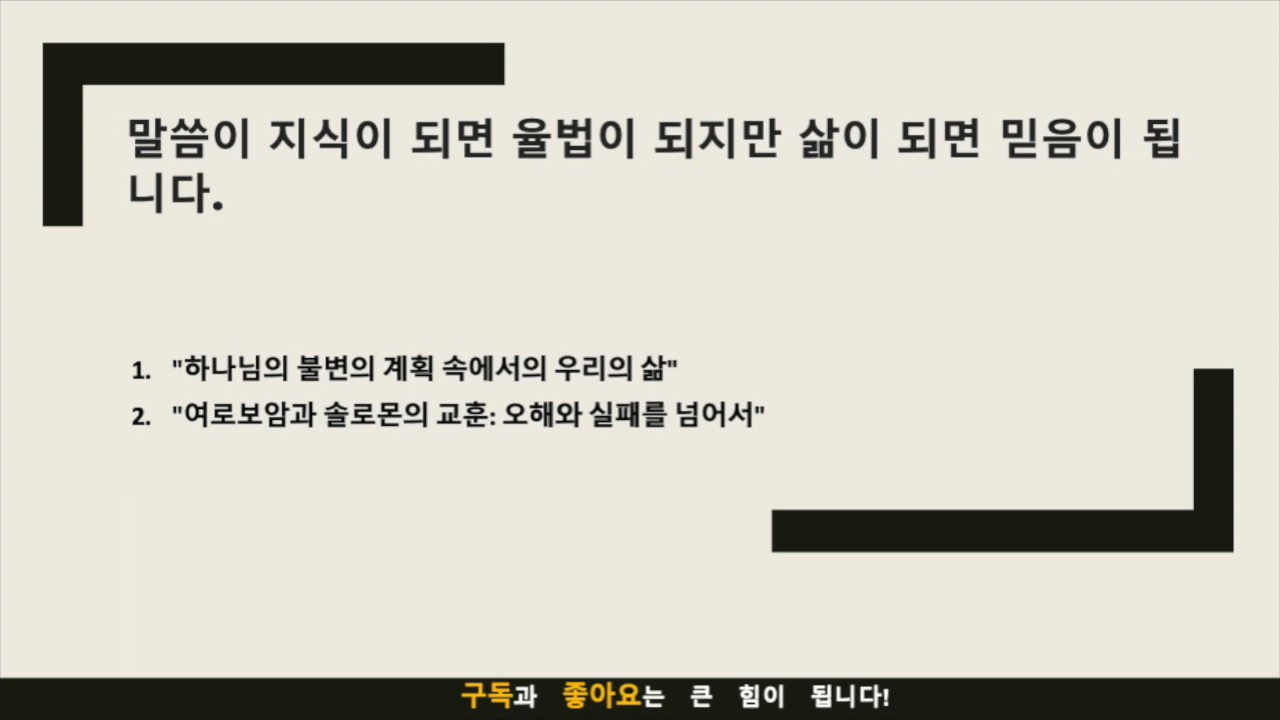 말씀이 지식이 되면 율법이 되지만 삶이 되면 믿음이 됩
니다.
1. "하나님의 불변의 계획 속에서의 우리의 삶"
2. "여로보암과 솔로몬의 교훈: 오해와 실패를 넘어서"
구독과 좋아요는 큰 힘이 됩니다!